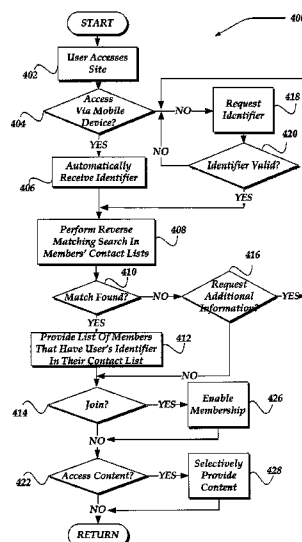 START
400
User Accesses
Site
402
Access
Via Mobile
Device?
404
NO
Request
Identifier
418
420
Identifier Valid?
NO
YES
YES
Automatically
Receive Identifier
406
Perform Reverse
Matching Search In
Members' Contact Lists
408
410
Match Found?
NO
416
Request
Additional
Information?
YES
YES
Provide List Of Members
That Have User's Identifier
In Their Contact List
412
NO
Join?
414
YES
Enable
Membership
426
NO
Access Content?
422
YES
Selectively
Provide
Content
428
NO
RETURN